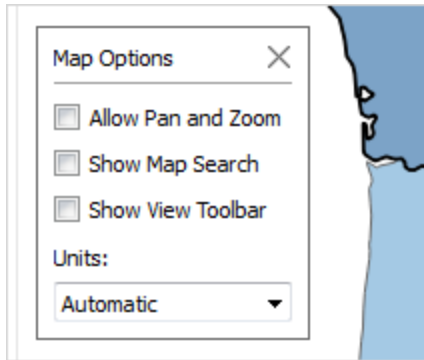 Map Options
Allow Pan and Zoom
Show Map Search
Show View Toolbar
Units:
Automatic